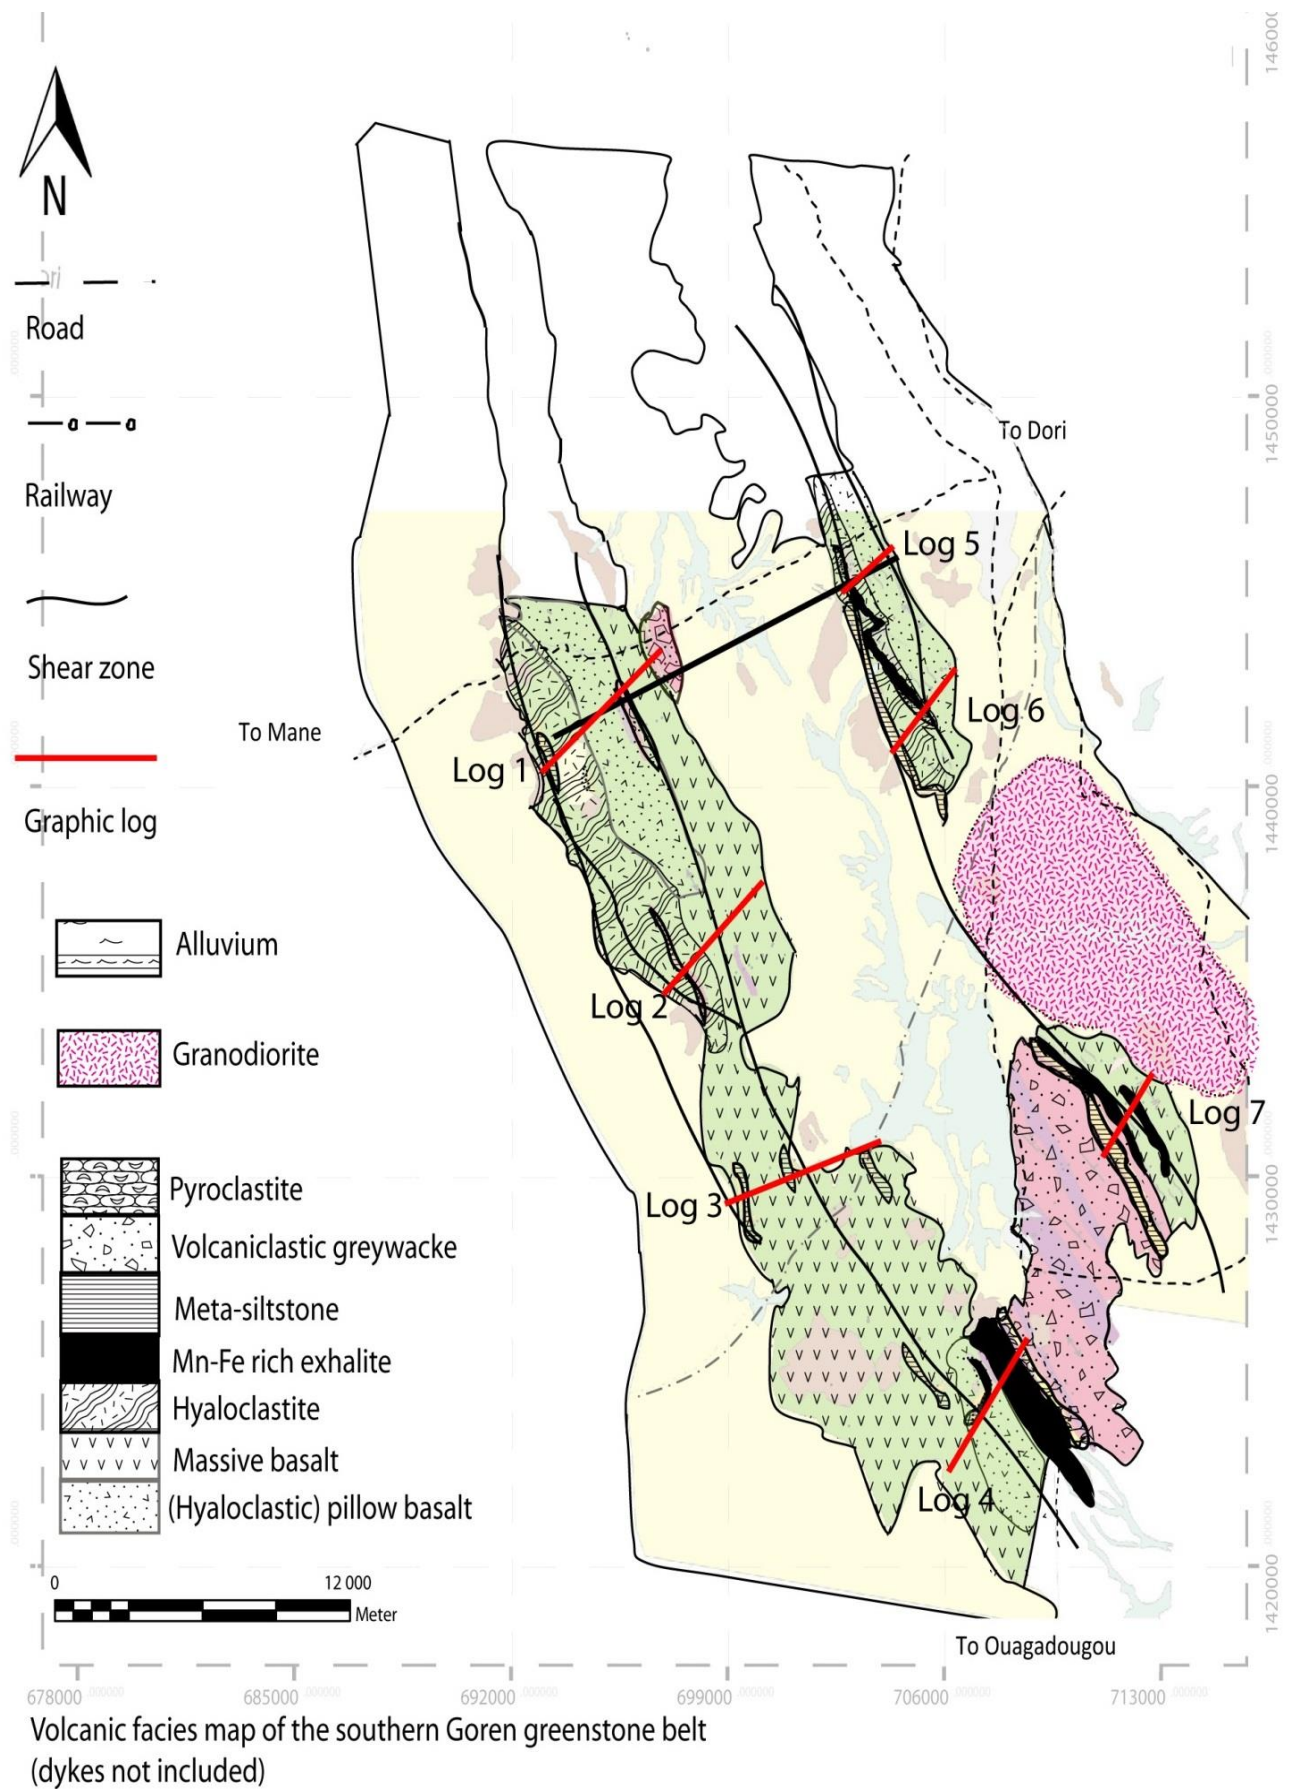 N
Road
Railway
Shear zone
Graphic log
Alluvium
Granodiorite
Pyroclastite
Volcaniclastic greywacke
Meta-siltstone
Mn-Fe rich exhalite
Hyaloclastite
Massive basalt
(Hyaloclastic) pillow basalt
0 12 000
Meter
To Dori
To Mane
To Ouagadougou
Log 1
Log 2
Log 3
Log 4
Log 5
Log 6
Log 7
1450000
1440000
1430000
1420000
678000 685000 692000 699000 706000 713000
Volcanic facies map of the southern Goren greenstone belt
(dykes not included)